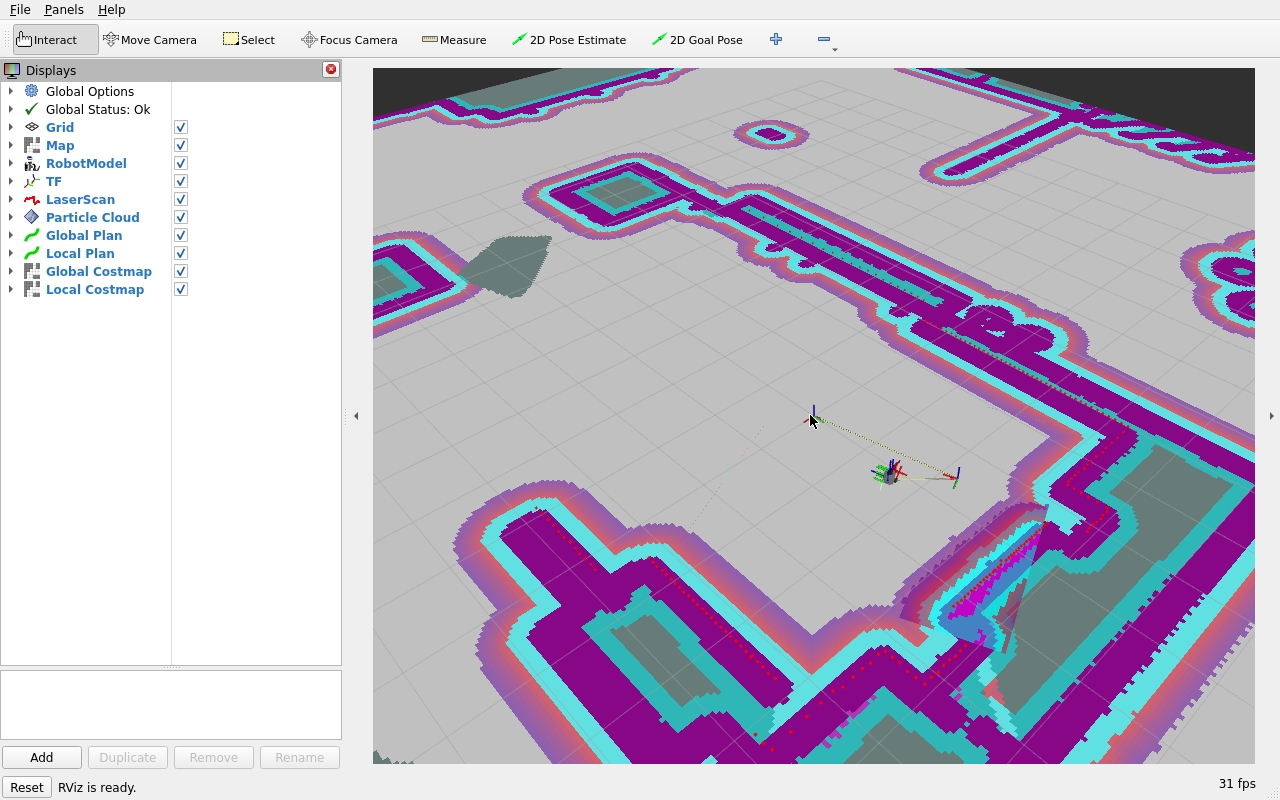 File Panels Help
Interact Move Camera Select Focus Camera Measure 2D Pose Estimate 2D Goal Pose
Displays
Global Options
Global Status: Ok
Grid
Map
RobotModel
TF
LaserScan
Particle Cloud
Global Plan
Local Plan
Global Costmap
Local Costmap
Add Duplicate Remove Rename
Reset RViz is ready. 31 fps